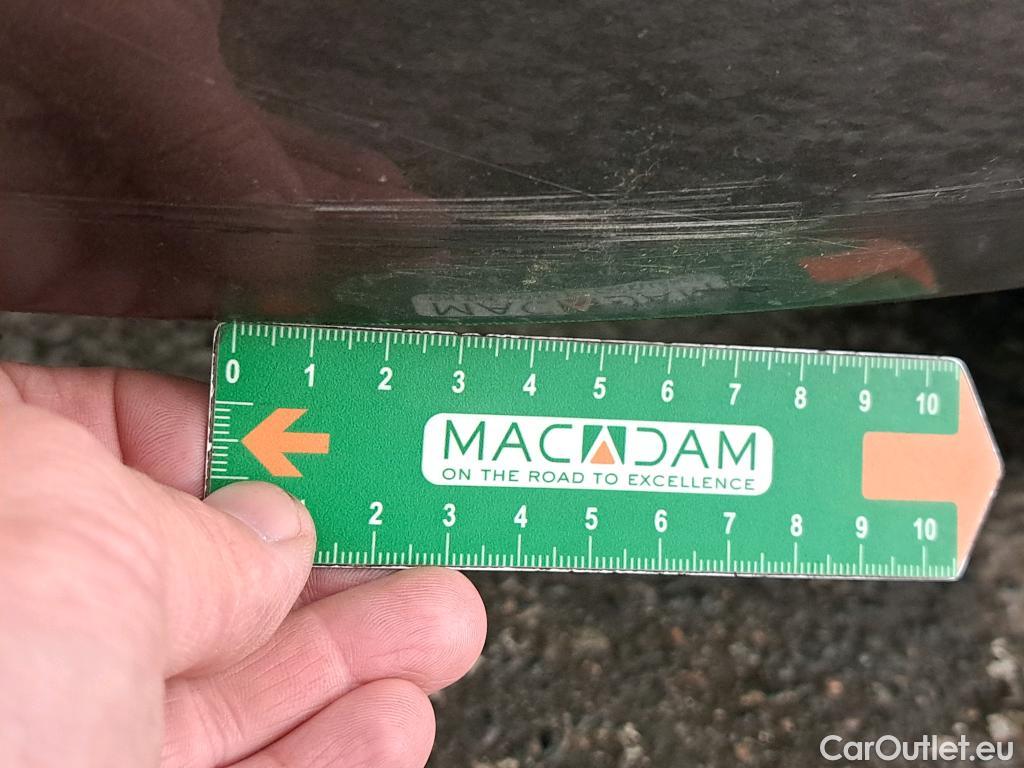 0 1 2 3 4 5 6 7 8 9 10
MACADAM
ON THE ROAD TO EXCELLENCE
2 3 4 5 6 7 8 9 10
CarOutlet.eu